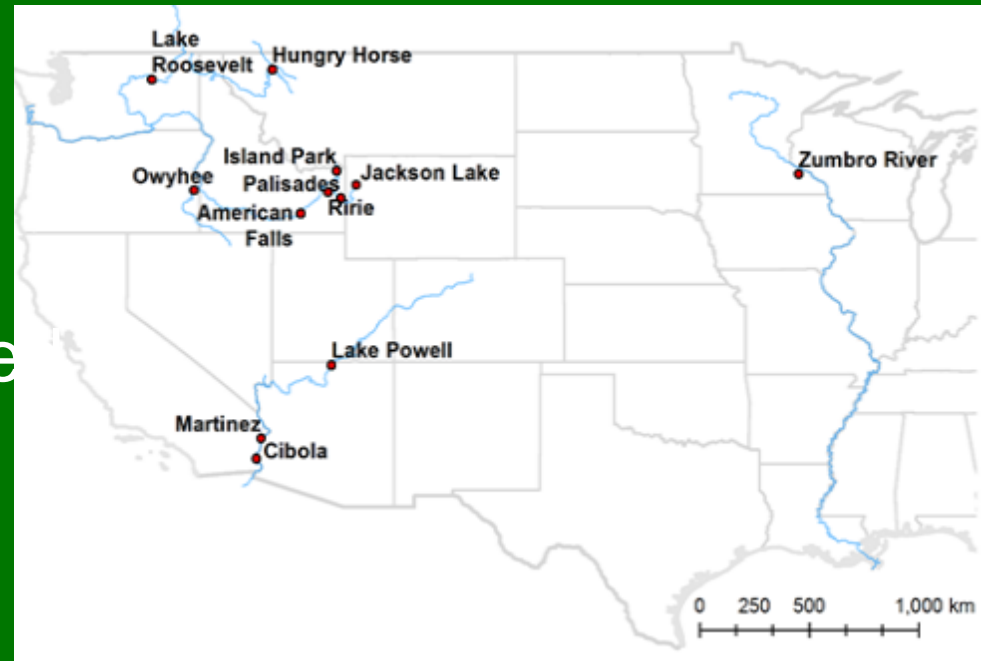 Lake
Roosevelt
Hungry Horse
Island Park
Jackson Lake
Owyhee
Palisades
Ririe
American
Falls
Zumbro River
e
Lake Powell
Martinez
Cibola
0 250 500 1,000 km